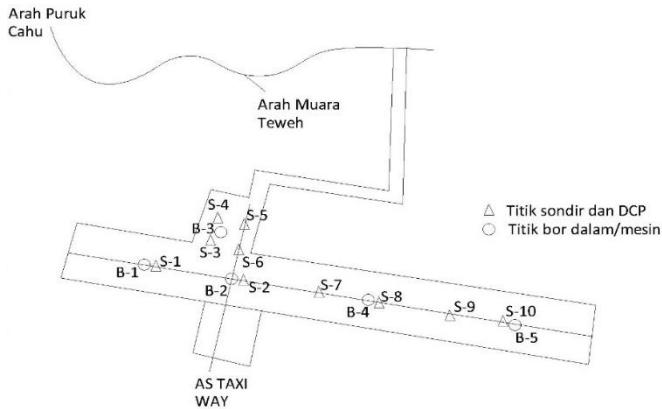 Arah Puruk
Cahu
Arah Muara
Teweh
S-4
B-3
S-5
S-3
S-6
B-1
S-1
B-2
S-2
S-7
B-4
S-8
S-9
S-10
B-5
AS TAXI
WAY
Titik sondir dan DCP
Titik bor dalam/mesin